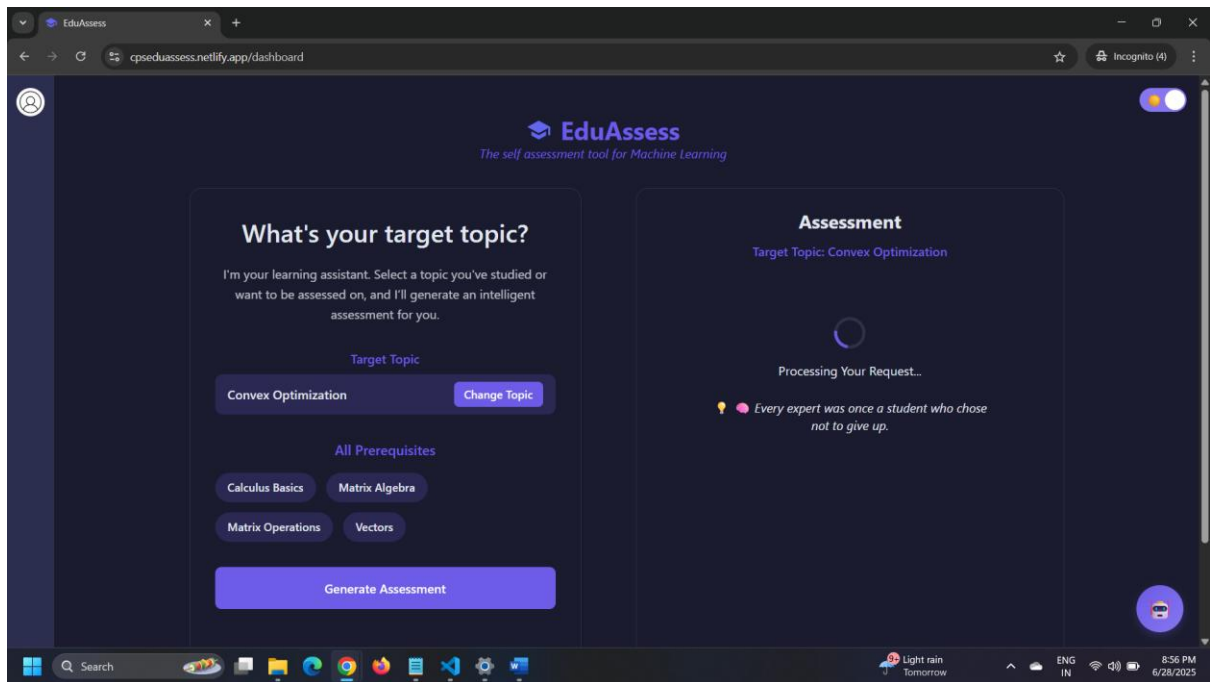 EduAssess
cpseduassess.netlify.app/dashboard
Incognito (4)
EduAssess
The self assessment tool for Machine Learning
What's your target topic?
I'm your learning assistant. Select a topic you've studied or
want to be assessed on, and I'll generate an intelligent
assessment for you.
Target Topic
Convex Optimization
Change Topic
All Prerequisites
Calculus Basics
Matrix Algebra
Matrix Operations
Vectors
Generate Assessment
Assessment
Target Topic: Convex Optimization
Processing Your Request...
Every expert was once a student who chose
not to give up.
Search
9+
Light rain
Tomorrow
ENG
IN
8:56 PM
6/28/2025